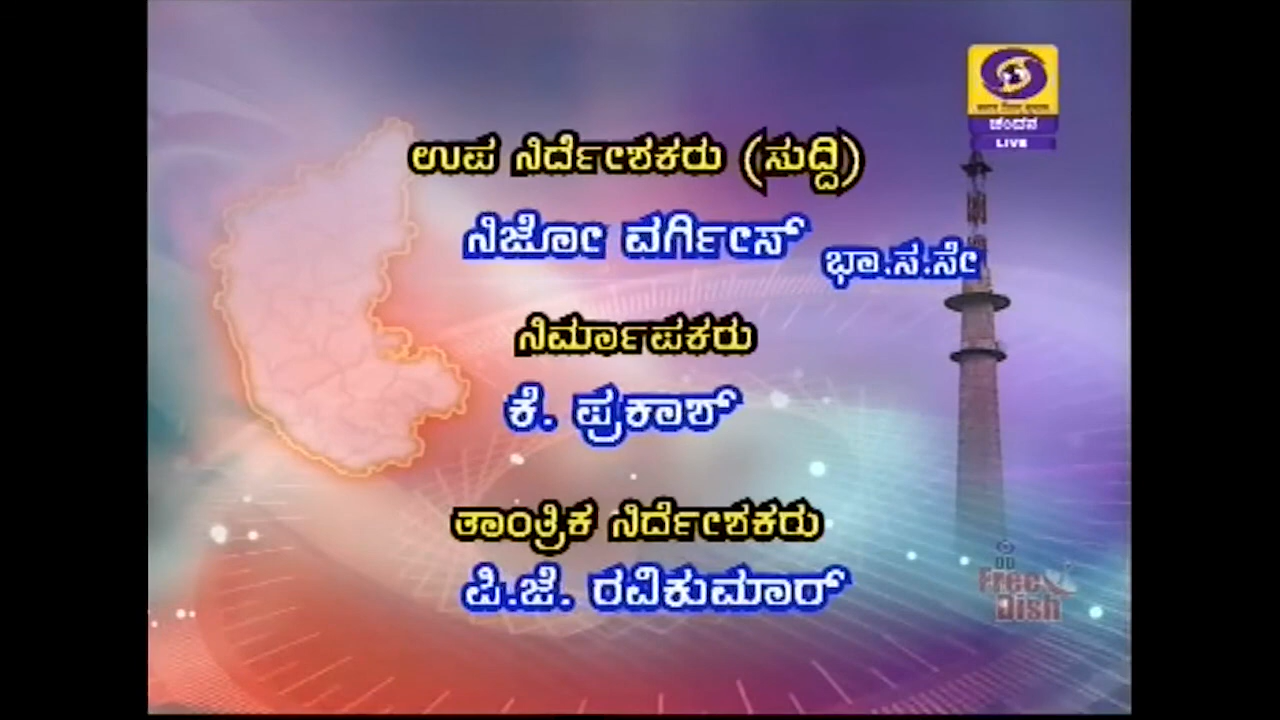 ಚಂದನ
LIVE
ಉಪ ನಿರ್ದೇಶಕರು (ಸುದ್ದಿ)
ನಿಜೋ ವರ್ಗೀಸ್ ಭಾ.ಸ.ಸೇ
ನಿರ್ಮಾಪಕರು
ಕೆ. ಪ್ರಕಾಶ್
ತಾಂತ್ರಿಕ ನಿರ್ದೇಶಕರು
ಪಿ.ಜೆ. ರವಿಕುಮಾರ್
DD
Free
Dish